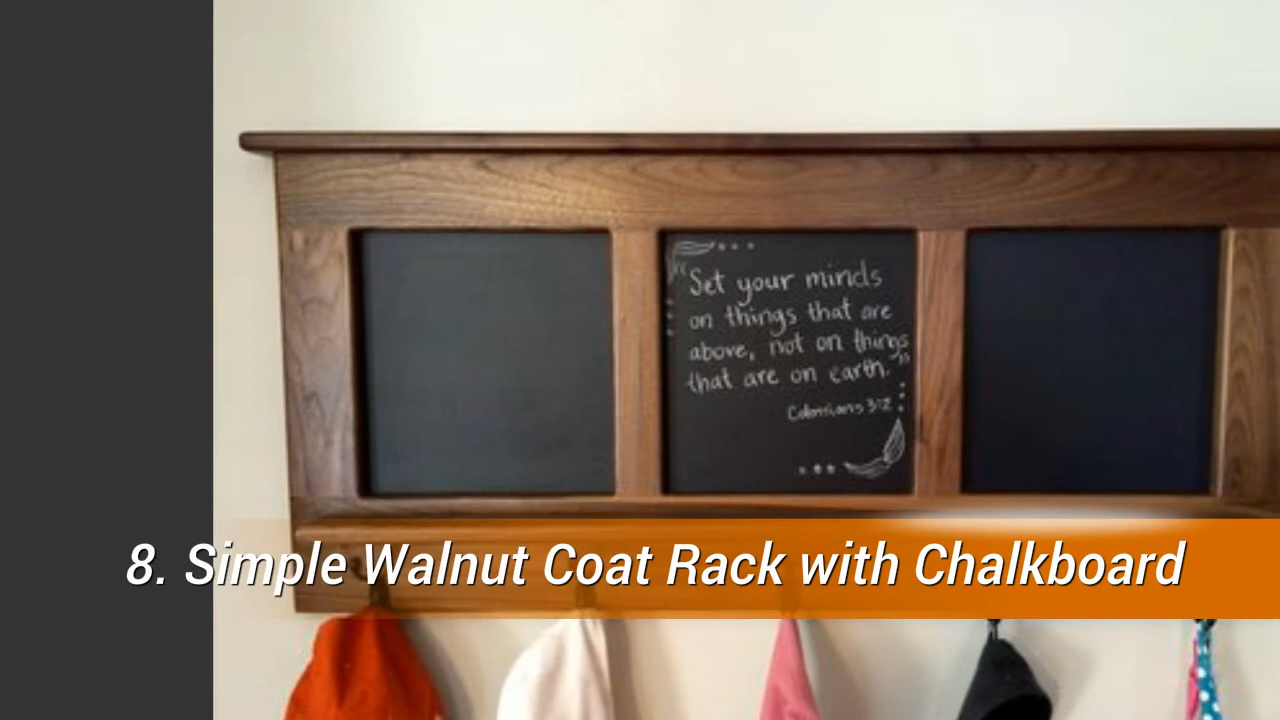 “Set your minds
on things that are
above, not on things
that are on earth.”
Colossians 3:2
8. Simple Walnut Coat Rack with Chalkboard